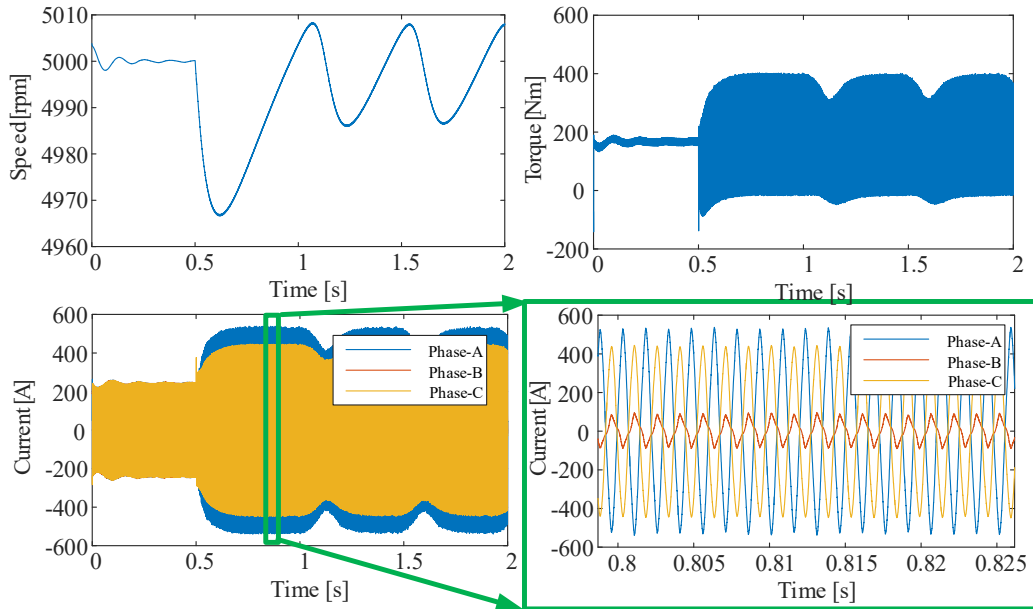 5010
5000
4990
4980
4970
4960
Speed [rpm]
0 0.5 1 1.5 2
Time [s]
600
400
200
0
-200
Torque [Nm]
0 0.5 1 1.5 2
Time [s]
600
400
200
0
-200
-400
-600
Current [A]
Phase-A
Phase-B
Phase-C
0 0.5 1 1.5 2
Time [s]
600
400
200
0
-200
-400
-600
Current [A]
Phase-A
Phase-B
Phase-C
0.8 0.805 0.81 0.815 0.82 0.825
Time [s]